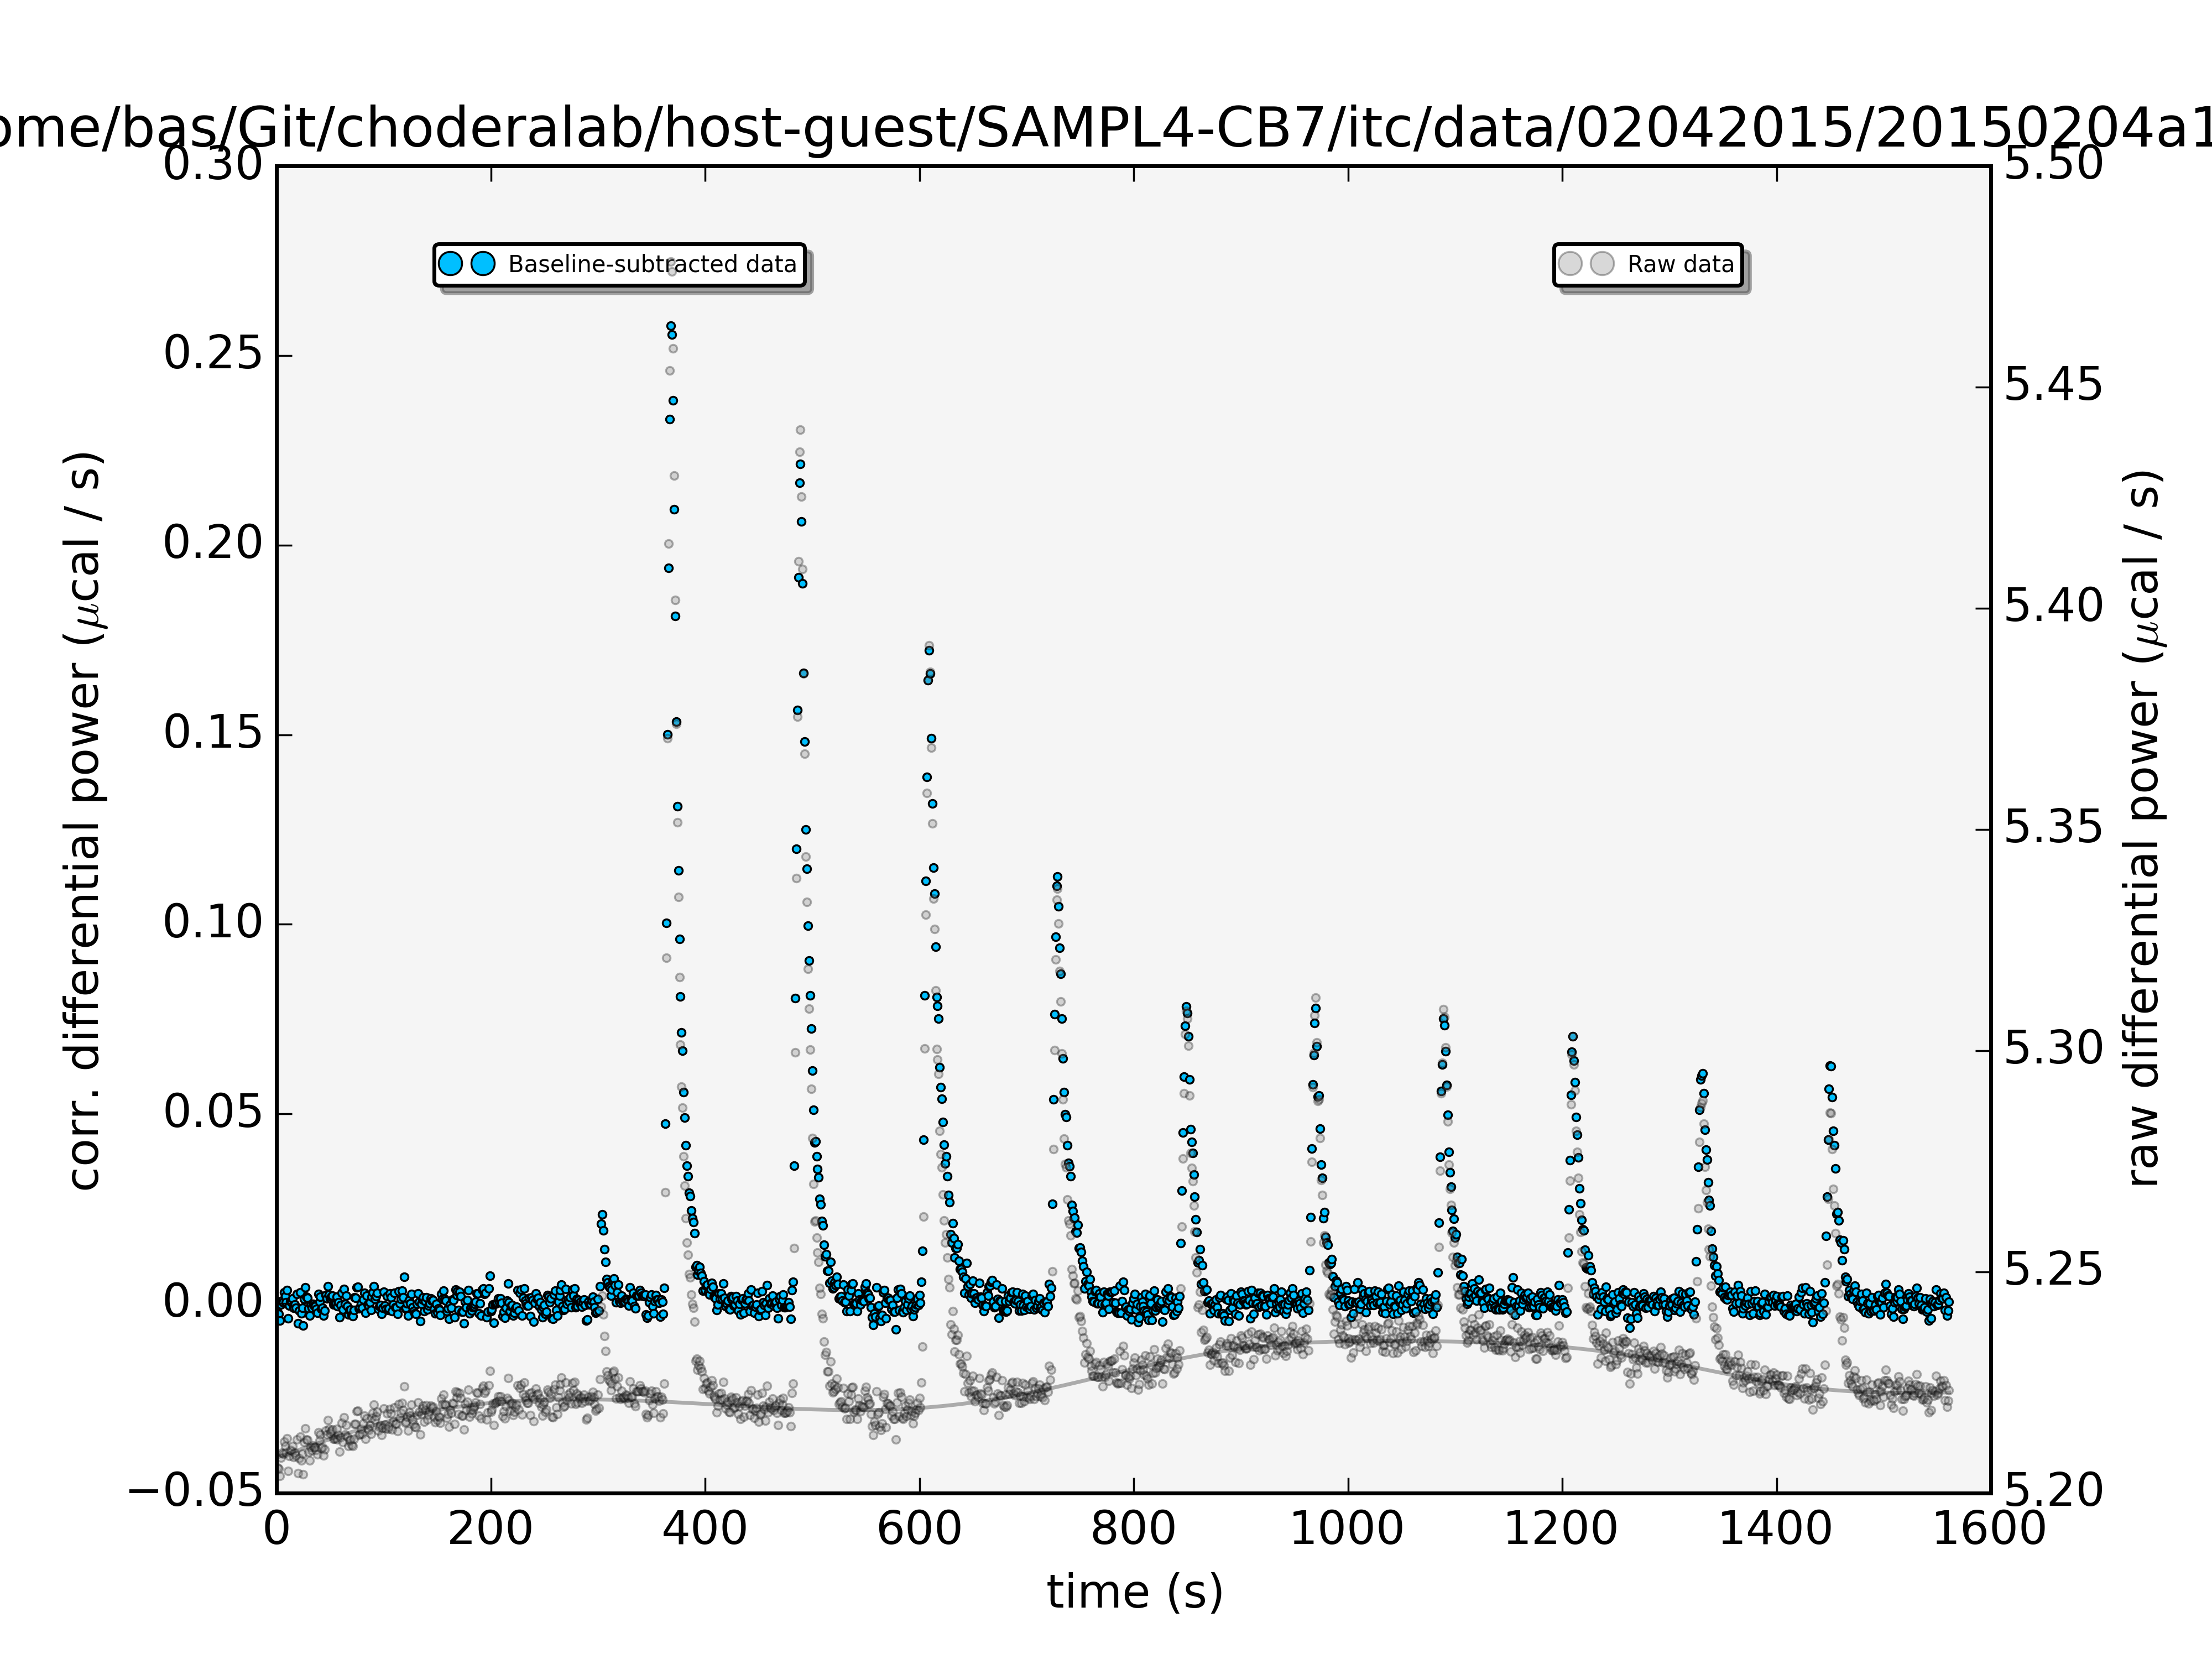 ome/bas/Git/choderalab/host-guest/SAMPL4-CB7/itc/data/02042015/20150204a1
Baseline-subtracted data
Raw data
corr. differential power (μcal / s)
0.30
0.25
0.20
0.15
0.10
0.05
0.00
−0.05
5.50
5.45
5.40
5.35
5.30
5.25
5.20
raw differential power (μcal / s)
0 200 400 600 800 1000 1200 1400 1600
time (s)